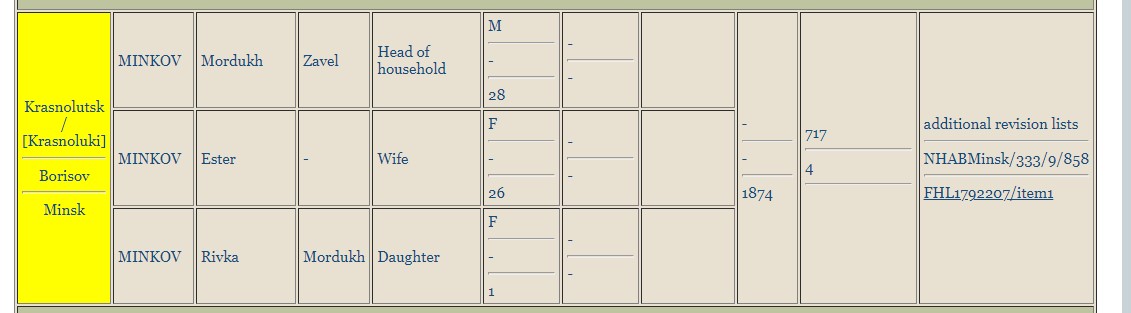 Krasnolutsk
/
[Krasnoluki]
Borisov
Minsk
MINKOV Mordukh Zavel Head of household M - 28 - -
MINKOV Ester - Wife F - 26 - -
MINKOV Rivka Mordukh Daughter F - 1 - -
-
-
1874
717
4
additional revision lists
NHABMinsk/333/9/858
FHL1792207/item1